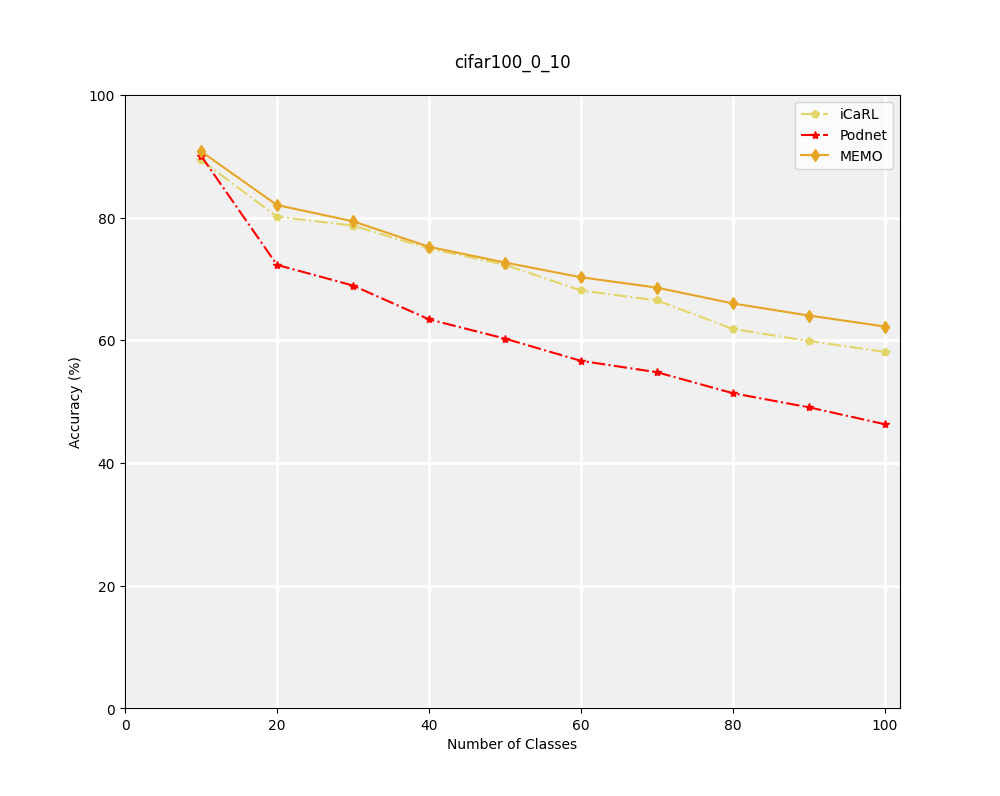 cifar100_0_10
100
80
60
40
20
0
Accuracy (%)
iCaRL
Podnet
MEMO
0 20 40 60 80 100
Number of Classes